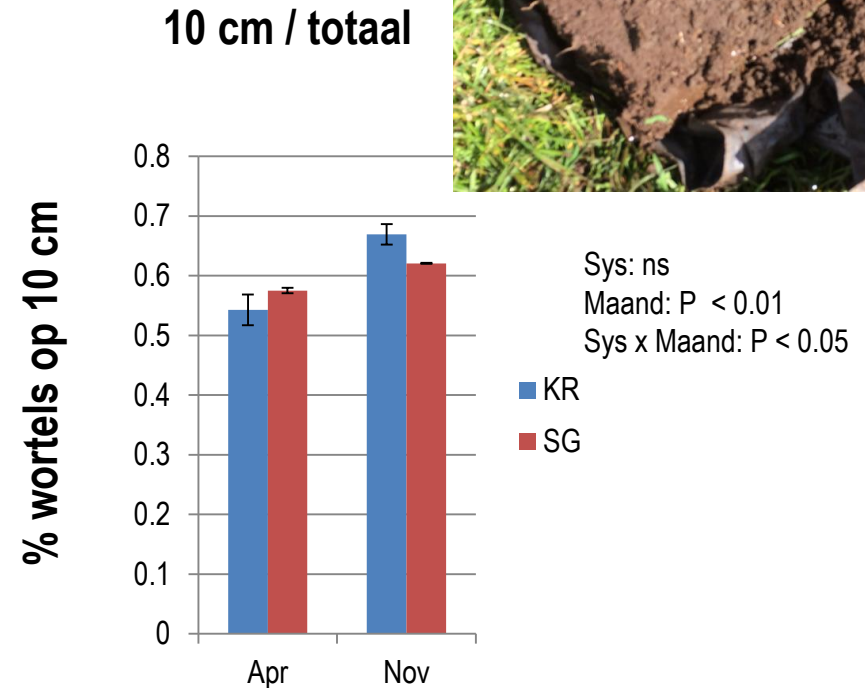 10 cm / totaal
% wortels op 10 cm
0.8
0.7
0.6
0.5
0.4
0.3
0.2
0.1
0
Apr
Nov
Sys: ns
Maand: P < 0.01
Sys x Maand: P < 0.05
KR
SG